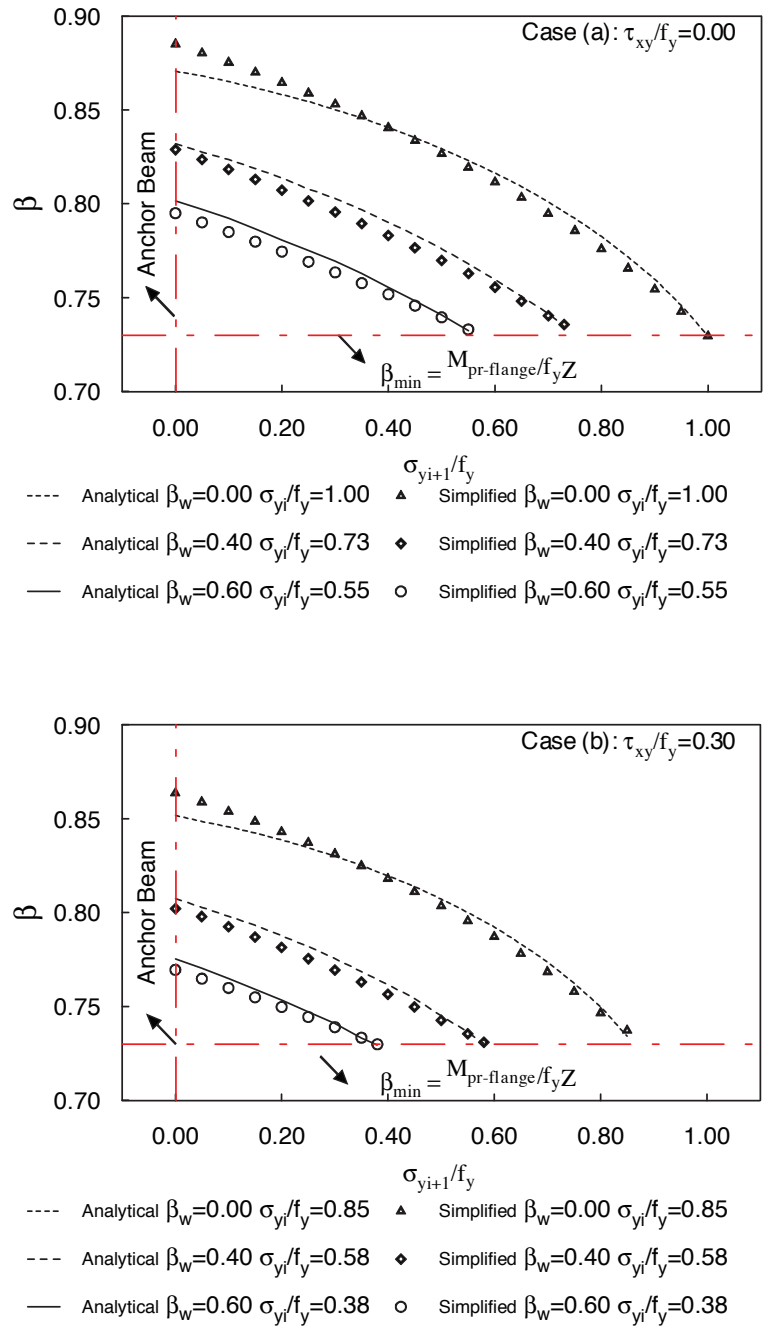 Case (a): τxy/fy=0.00
0.90
0.85
0.80
0.75
0.70
β
Anchor Beam
βmin = Mpr-flange/fyZ
0.00 0.20 0.40 0.60 0.80 1.00
σyi+1/fy
Analytical βw=0.00 σyi/fy=1.00 Simplified βw=0.00 σyi/fy=1.00
Analytical βw=0.40 σyi/fy=0.73 Simplified βw=0.40 σyi/fy=0.73
Analytical βw=0.60 σyi/fy=0.55 Simplified βw=0.60 σyi/fy=0.55
Case (b): τxy/fy=0.30
0.90
0.85
0.80
0.75
0.70
β
Anchor Beam
βmin = Mpr-flange/fyZ
0.00 0.20 0.40 0.60 0.80 1.00
σyi+1/fy
Analytical βw=0.00 σyi/fy=0.85 Simplified βw=0.00 σyi/fy=0.85
Analytical βw=0.40 σyi/fy=0.58 Simplified βw=0.40 σyi/fy=0.58
Analytical βw=0.60 σyi/fy=0.38 Simplified βw=0.60 σyi/fy=0.38